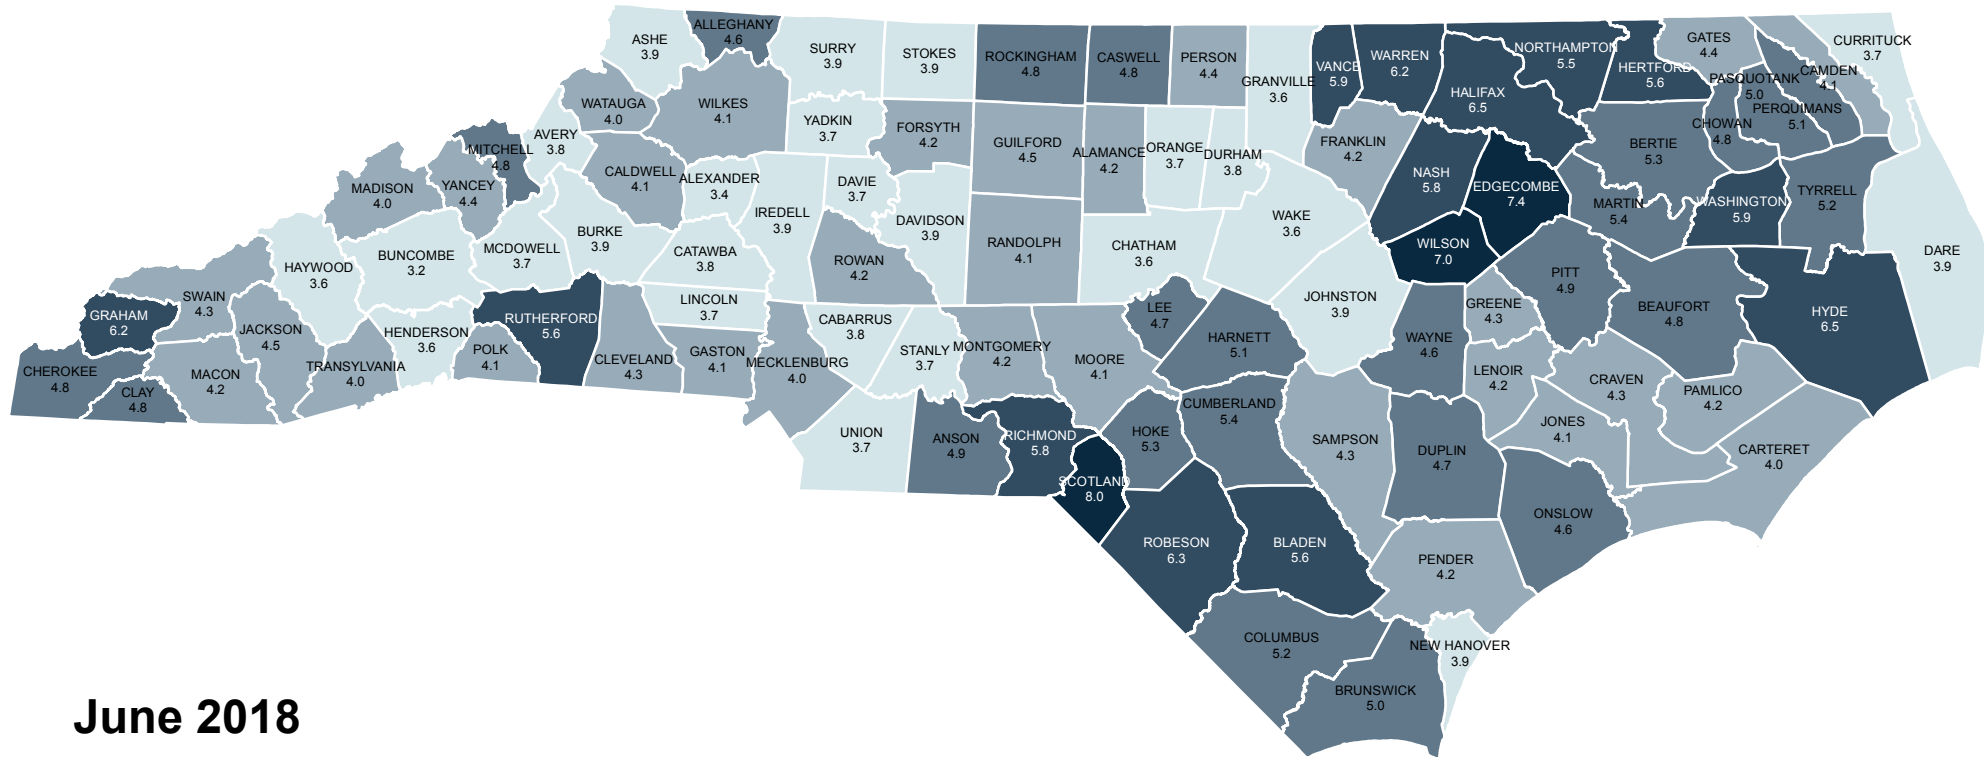 ALLEGHANY
4.6
ASHE
3.9
SURRY
3.9
STOKES
3.9
ROCKINGHAM
4.8
CASWELL
4.8
PERSON
4.4
GRANVILLE
3.6
VANCE
5.9
WARREN
6.2
HALIFAX
6.5
NORTHAMPTON
5.5
HERTFORD
5.6
GATES
4.4
PASQUOTANK
5.0
CAMDEN
4.1
CURRITUCK
3.7
PERQUIMANS
5.1
CHOWAN
4.8
BERTIE
5.3
WATAUGA
4.0
WILKES
4.1
YADKIN
3.7
FORSYTH
4.2
GUILFORD
4.5
ALAMANCE
4.2
ORANGE
3.7
DURHAM
3.8
FRANKLIN
4.2
NASH
5.8
EDGECOMBE
7.4
MARTIN
5.4
WASHINGTON
5.9
TYRRELL
5.2
DARE
3.9
AVERY
3.8
MITCHELL
4.8
YANCEY
4.4
MADISON
4.0
CALDWELL
4.1
ALEXANDER
3.4
IREDELL
3.9
DAVIE
3.7
DAVIDSON
3.9
RANDOLPH
4.1
CHATHAM
3.6
WAKE
3.6
WILSON
7.0
PITT
4.9
BEAUFORT
4.8
HYDE
6.5
HAYWOOD
3.6
BUNCOMBE
3.2
MCDOWELL
3.7
BURKE
3.9
CATAWBA
3.8
ROWAN
4.2
LINCOLN
3.7
CABARRUS
3.8
STANLY
3.7
MONTGOMERY
4.2
MOORE
4.1
LEE
4.7
HARNETT
5.1
JOHNSTON
3.9
WAYNE
4.6
GREENE
4.3
LENOIR
4.2
CRAVEN
4.3
PAMLICO
4.2
JONES
4.1
CARTERET
4.0
GRAHAM
6.2
SWAIN
4.3
JACKSON
4.5
CHEROKEE
4.8
CLAY
4.8
MACON
4.2
TRANSYLVANIA
4.0
HENDERSON
3.6
POLK
4.1
RUTHERFORD
5.6
CLEVELAND
4.3
GASTON
4.1
MECKLENBURG
4.0
UNION
3.7
ANSON
4.9
RICHMOND
5.8
SCOTLAND
8.0
HOKE
5.3
CUMBERLAND
5.4
SAMPSON
4.3
DUPLIN
4.7
ONSLOW
4.6
ROBESON
6.3
BLADEN
5.6
PENDER
4.2
COLUMBUS
5.2
NEW HANOVER
3.9
BRUNSWICK
5.0
June 2018